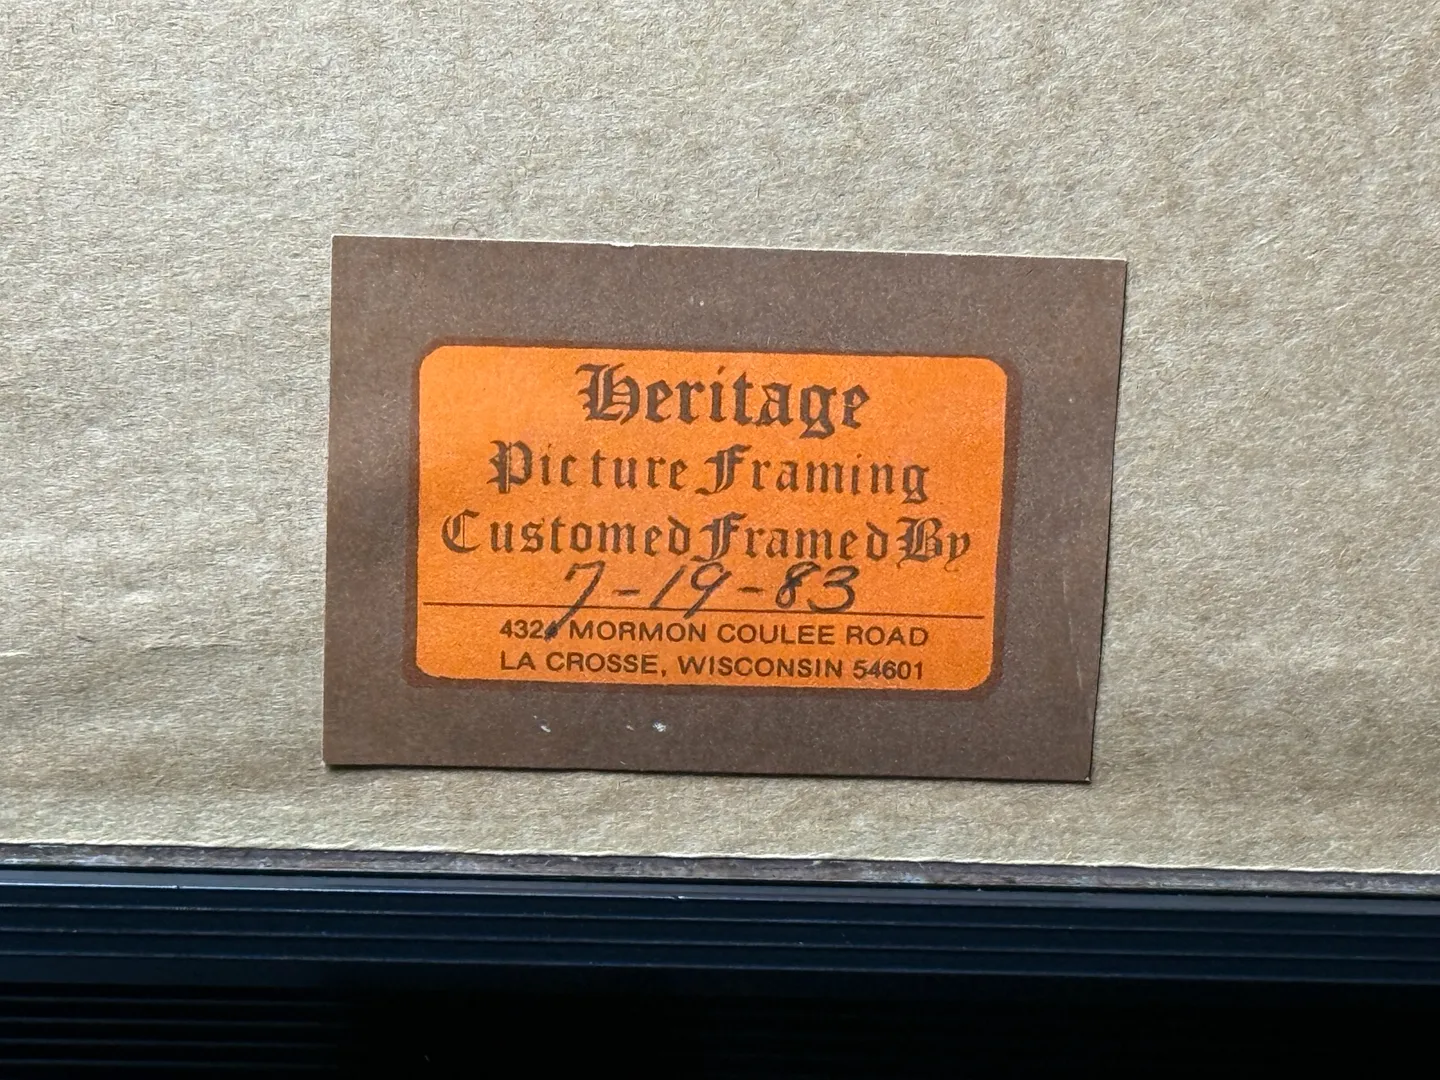 Heritage
Picture Framing
Customed Framed By
7-19-83
MORMON COULEE ROAD
LA CROSSE, WISCONSIN 54601